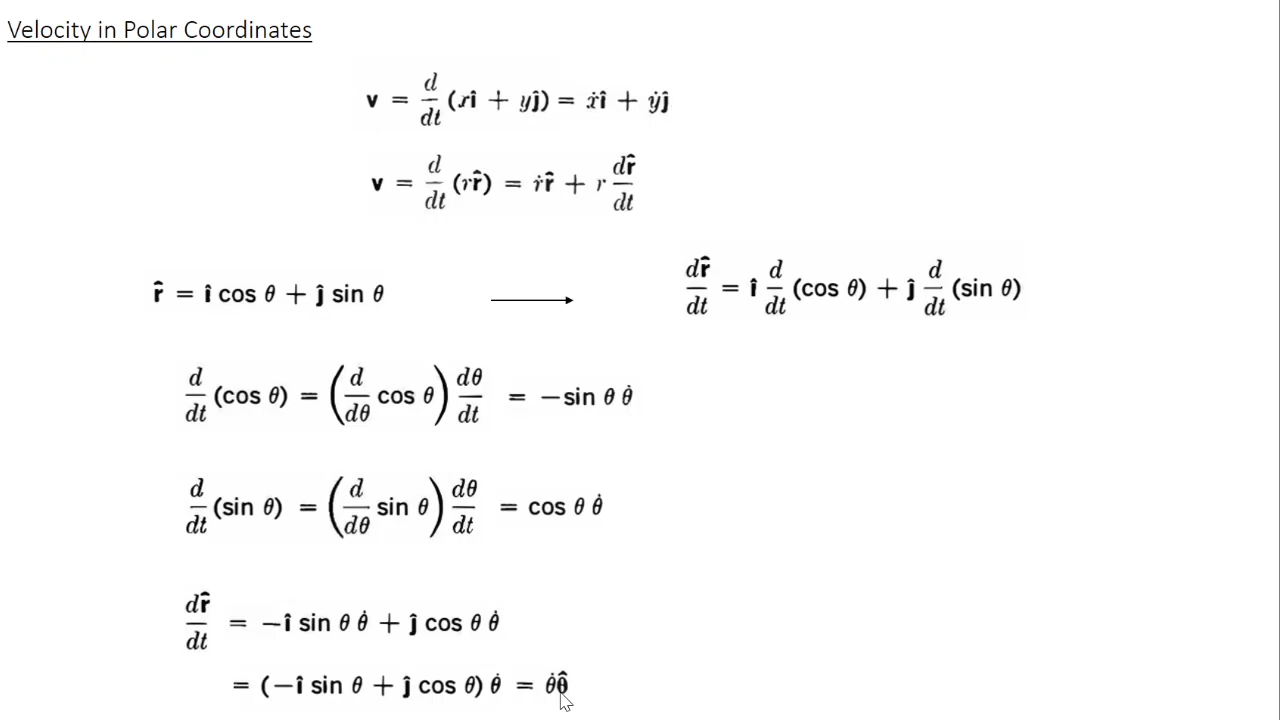 Velocity in Polar Coordinates
v = d/dt (xî + yĵ) = ẋî + ẏĵ
v = d/dt (rr̂) = ṙr̂ + r dr̂/dt
r̂ = î cos θ + ĵ sin θ ⟶ dr̂/dt = î d/dt (cos θ) + ĵ d/dt (sin θ)
d/dt (cos θ) = (d/dθ cos θ) dθ/dt = −sin θ θ̇
d/dt (sin θ) = (d/dθ sin θ) dθ/dt = cos θ θ̇
dr̂/dt = −î sin θ θ̇ + ĵ cos θ θ̇
= (−î sin θ + ĵ cos θ) θ̇ = θ̇θ̂